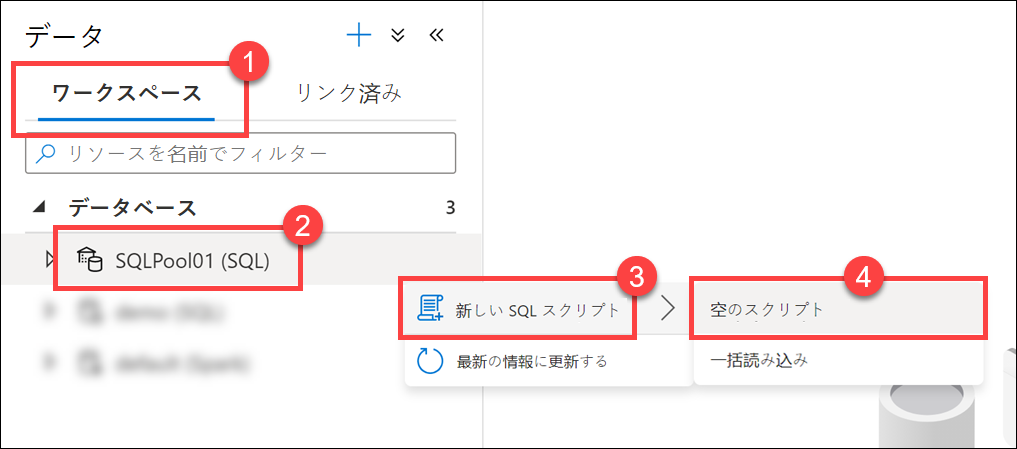 データ
1
ワークスペース
リンク済み
リソースを名前でフィルター
データベース 3
2
SQLPool01 (SQL)
3
新しい SQL スクリプト
4
空のスクリプト
最新の情報に更新する
一括読み込み